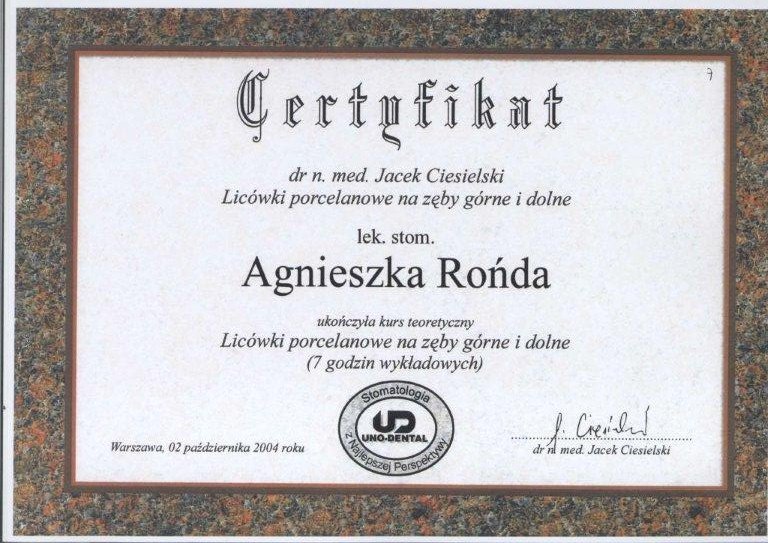 7
Certyfikat
dr n. med. Jacek Ciesielski
Licówki porcelanowe na zęby górne i dolne
lek. stom.
Agnieszka Rońda
ukończyła kurs teoretyczny
Licówki porcelanowe na zęby górne i dolne
(7 godzin wykładowych)
Stomatologia
UD
UNO-DENTAL
z Najlepszej Perspektywy
Warszawa, 02 października 2004 roku
J. Ciesielski
dr n. med. Jacek Ciesielski